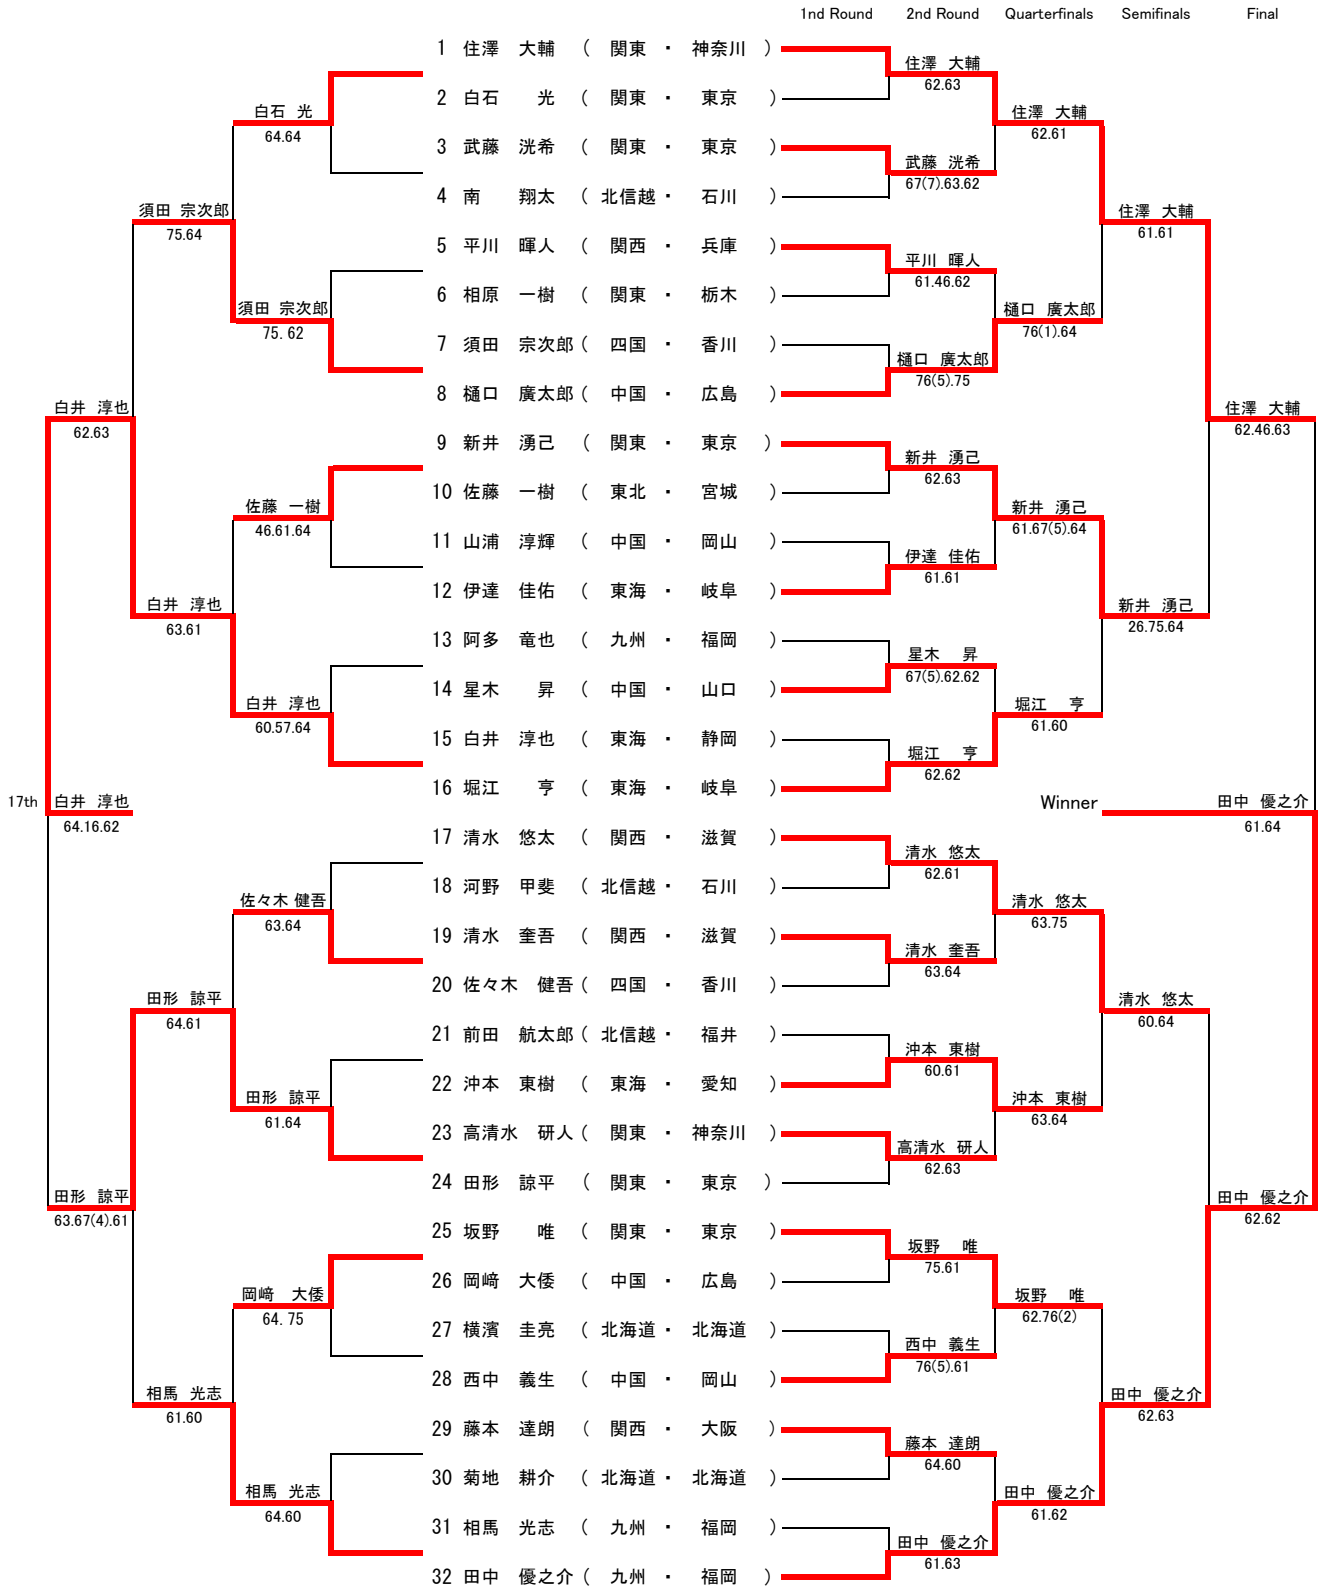 1nd Round 2nd Round Quarterfinals Semifinals Final
1 住澤 大輔 ( 関東 ・ 神奈川 )
住澤 大輔
62.63
2 白石 光 ( 関東 ・ 東京 )
白石 光
64.64
住澤 大輔
62.61
3 武藤 洸希 ( 関東 ・ 東京 )
武藤 洸希
67(7).63.62
4 南 翔太 ( 北信越 ・ 石川 )
須田 宗次郎
75.64
住澤 大輔
61.61
5 平川 暉人 ( 関西 ・ 兵庫 )
平川 暉人
61.46.62
6 相原 一樹 ( 関東 ・ 栃木 )
須田 宗次郎
75. 62
樋口 廣太郎
76(1).64
7 須田 宗次郎 ( 四国 ・ 香川 )
樋口 廣太郎
76(5).75
8 樋口 廣太郎 ( 中国 ・ 広島 )
白井 淳也
62.63
住澤 大輔
62.46.63
9 新井 湧己 ( 関東 ・ 東京 )
新井 湧己
62.63
10 佐藤 一樹 ( 東北 ・ 宮城 )
佐藤 一樹
46.61.64
新井 湧己
61.67(5).64
11 山浦 淳輝 ( 中国 ・ 岡山 )
伊達 佳佑
61.61
12 伊達 佳佑 ( 東海 ・ 岐阜 )
白井 淳也
63.61
新井 湧己
26.75.64
13 阿多 竜也 ( 九州 ・ 福岡 )
星木 昇
67(5).62.62
14 星木 昇 ( 中国 ・ 山口 )
白井 淳也
60.57.64
堀江 亨
61.60
15 白井 淳也 ( 東海 ・ 静岡 )
堀江 亨
62.62
16 堀江 亨 ( 東海 ・ 岐阜 )
17th 白井 淳也
64.16.62
Winner 田中 優之介
61.64
17 清水 悠太 ( 関西 ・ 滋賀 )
清水 悠太
62.61
18 河野 甲斐 ( 北信越 ・ 石川 )
佐々木 健吾
63.64
清水 悠太
63.75
19 清水 奎吾 ( 関西 ・ 滋賀 )
清水 奎吾
63.64
20 佐々木 健吾 ( 四国 ・ 香川 )
田形 諒平
64.61
清水 悠太
60.64
21 前田 航太郎 ( 北信越 ・ 福井 )
沖本 東樹
60.61
22 沖本 東樹 ( 東海 ・ 愛知 )
田形 諒平
61.64
沖本 東樹
63.64
23 高清水 研人 ( 関東 ・ 神奈川 )
高清水 研人
62.63
24 田形 諒平 ( 関東 ・ 東京 )
田形 諒平
63.67(4).61
田中 優之介
62.62
25 坂野 唯 ( 関東 ・ 東京 )
坂野 唯
75.61
26 岡﨑 大倭 ( 中国 ・ 広島 )
岡﨑 大倭
64. 75
坂野 唯
62.76(2)
27 横濱 圭亮 ( 北海道 ・ 北海道 )
西中 義生
76(5).61
28 西中 義生 ( 中国 ・ 岡山 )
相馬 光志
61.60
田中 優之介
62.63
29 藤本 達朗 ( 関西 ・ 大阪 )
藤本 達朗
64.60
30 菊地 耕介 ( 北海道 ・ 北海道 )
相馬 光志
64.60
田中 優之介
61.62
31 相馬 光志 ( 九州 ・ 福岡 )
田中 優之介
61.63
32 田中 優之介 ( 九州 ・ 福岡 )